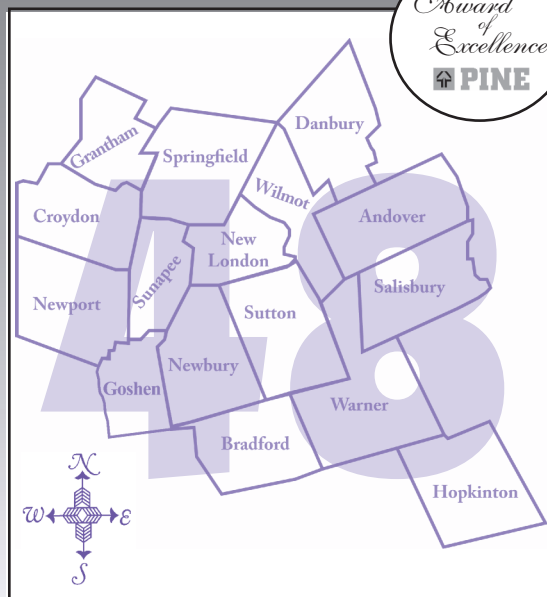 Award
of
Excellence
PINE
Danbury
Grantham
Springfield
Wilmot
Croydon
Andover
New
London
Sunapee
Salisbury
Newport
Sutton
Newbury
Goshen
Warner
Bradford
Hopkinton
48
N
W E
S